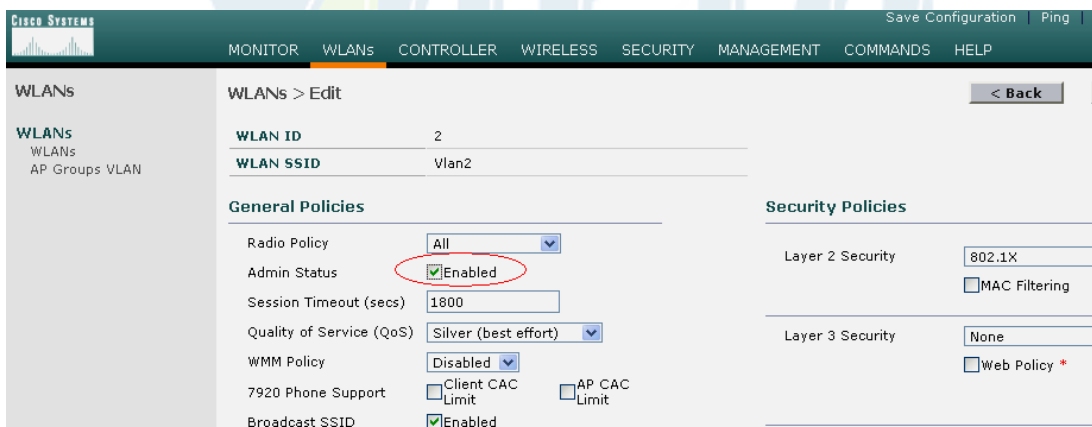 Save Configuration | Ping |
CISCO SYSTEMS
MONITOR WLANs CONTROLLER WIRELESS SECURITY MANAGEMENT COMMANDS HELP
WLANs
WLANs
WLANs
AP Groups VLAN
WLANs > Edit
< Back
WLAN ID 2
WLAN SSID Vlan2
General Policies
Radio Policy All
Admin Status Enabled
Session Timeout (secs) 1800
Quality of Service (QoS) Silver (best effort)
WMM Policy Disabled
7920 Phone Support Client CAC Limit AP CAC Limit
Broadcast SSID Enabled
Security Policies
Layer 2 Security 802.1X
MAC Filtering
Layer 3 Security None
Web Policy *